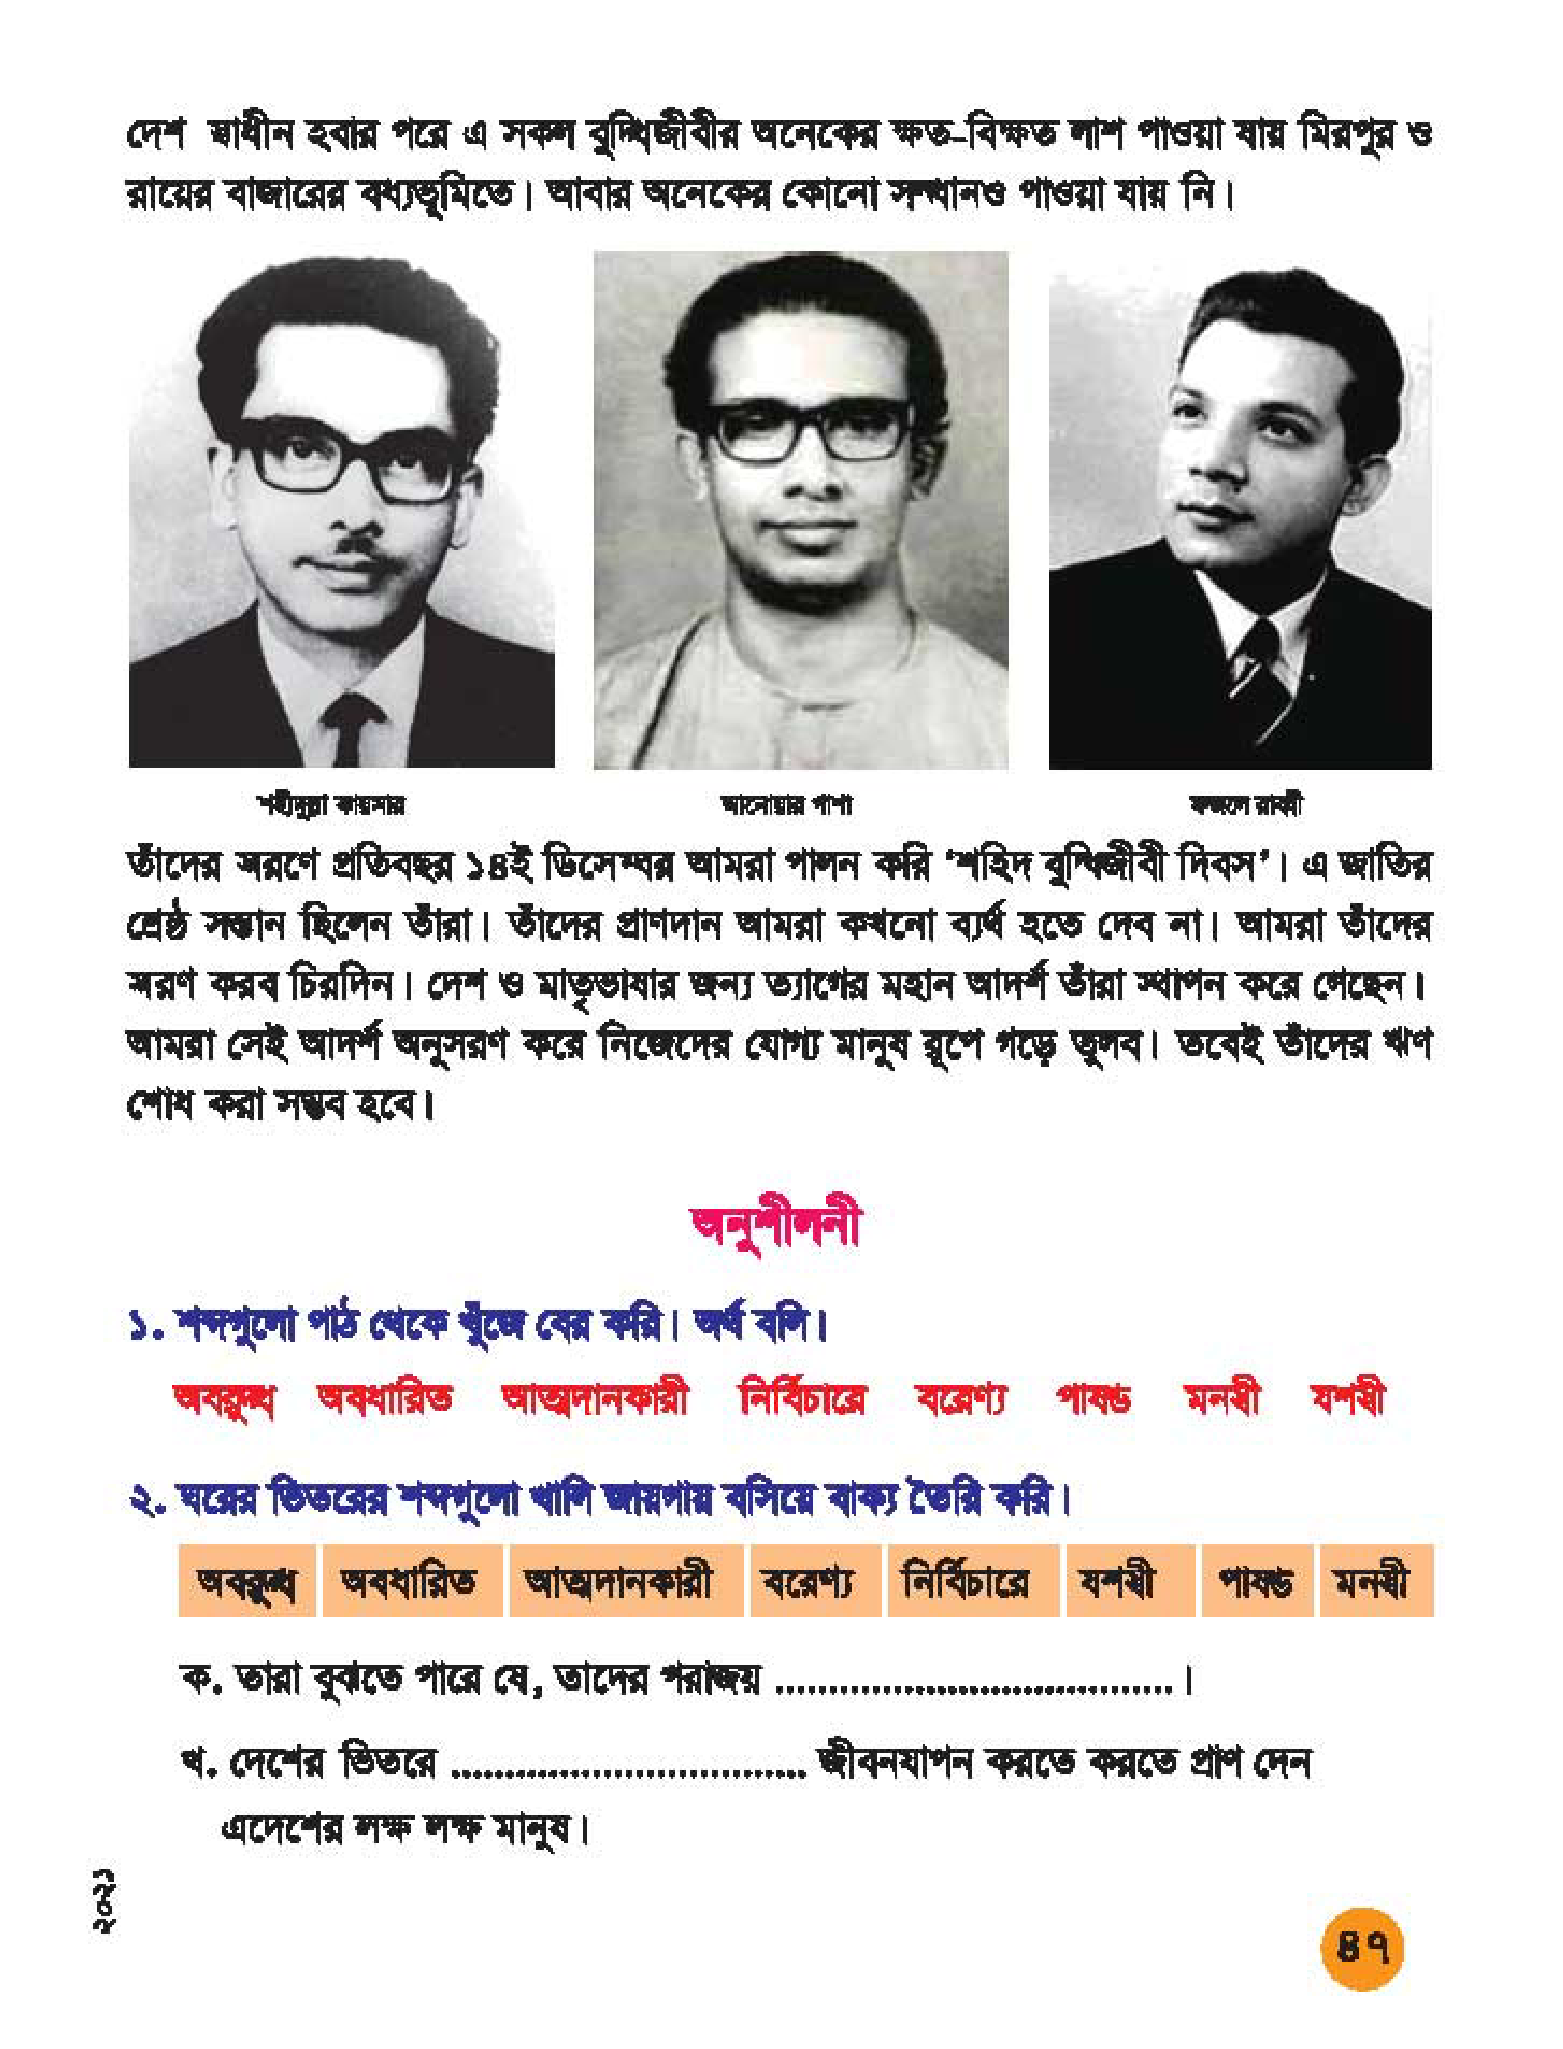 দেশ স্বাধীন হবার পরে এ সকল বুদ্ধিজীবীর অনেকের ক্ষত-বিক্ষত লাশ পাওয়া যায় মিরপুর ও
রায়ের বাজারের বধ্যভূমিতে। আবার অনেকের কোনো সন্ধানও পাওয়া যায় নি।
শহীদুল্লা কায়সার আনোয়ার পাশা ফজলে রাব্বী
তাঁদের স্মরণে প্রতিবছর ১৪ই ডিসেম্বর আমরা পালন করি ‘শহিদ বুদ্ধিজীবী দিবস’। এ জাতির
শ্রেষ্ঠ সন্তান ছিলেন তাঁরা। তাঁদের প্রাণদান আমরা কখনো ব্যর্থ হতে দেব না। আমরা তাঁদের
স্মরণ করব চিরদিন। দেশ ও মাতৃভাষার জন্য ত্যাগের মহান আদর্শ তাঁরা স্থাপন করে গেছেন।
আমরা সেই আদর্শ অনুসরণ করে নিজেদের যোগ্য মানুষ রূপে গড়ে তুলব। তবেই তাঁদের ঋণ
শোধ করা সম্ভব হবে।
অনুশীলনী
১. শব্দগুলো পাঠ থেকে খুঁজে বের করি। অর্থ বলি।
অবরুদ্ধ অবধারিত আত্মদানকারী নির্বিচারে বরেণ্য পাষণ্ড মনস্বী যশস্বী
২. ঘরের ভিতরের শব্দগুলো খালি জায়গায় বসিয়ে বাক্য তৈরি করি।
অবরুদ্ধ অবধারিত আত্মদানকারী বরেণ্য নির্বিচারে যশস্বী পাষণ্ড মনস্বী
ক. তারা বুঝতে পারে যে, তাদের পরাজয় ......................................।
খ. দেশের ভিতরে .................................. জীবনযাপন করতে করতে প্রাণ দেন
এদেশের লক্ষ লক্ষ মানুষ।
২০২১
৪৭